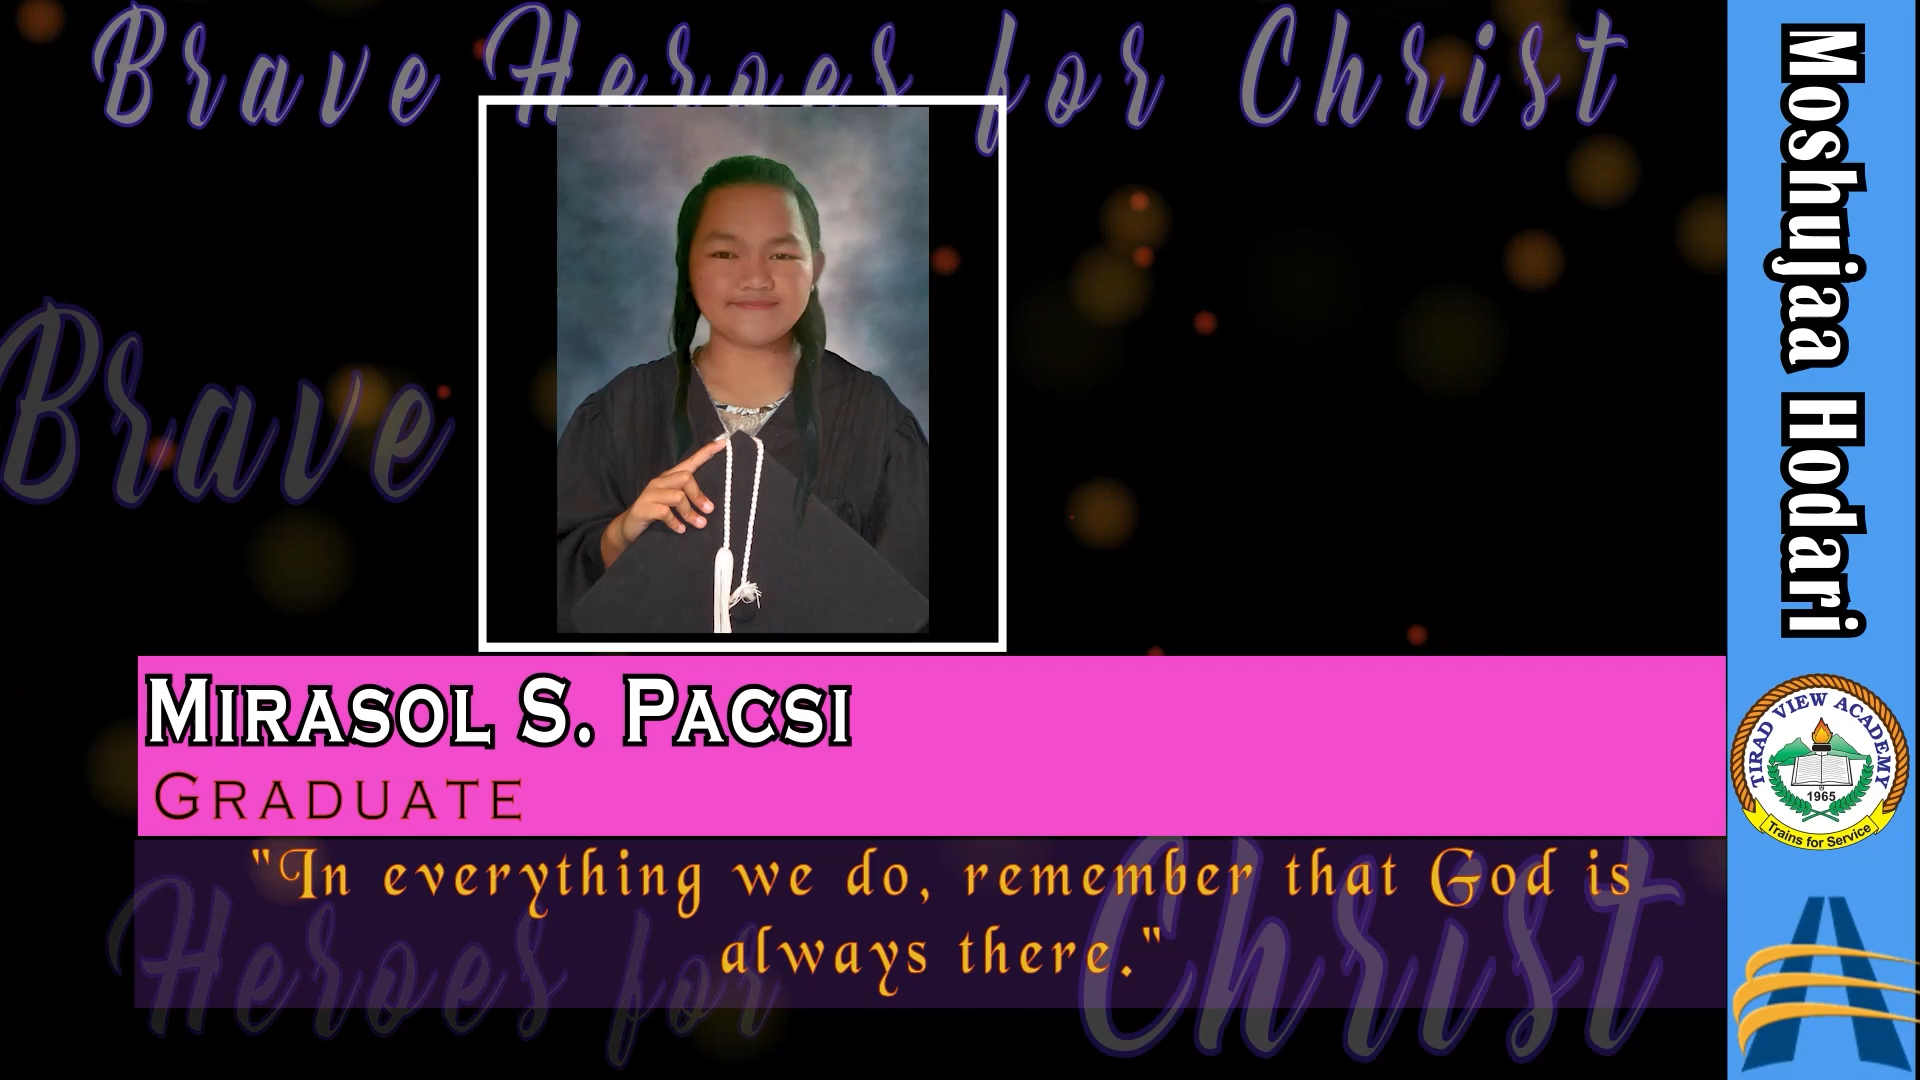 Brave Heroes for Christ
Brave
Mirasol S. Pacsi
Graduate
"In everything we do, remember that God is
always there."
Heroes for
Christ
Moshujaa Hodari
TIRAD VIEW ACADEMY
1965
Trains for Service